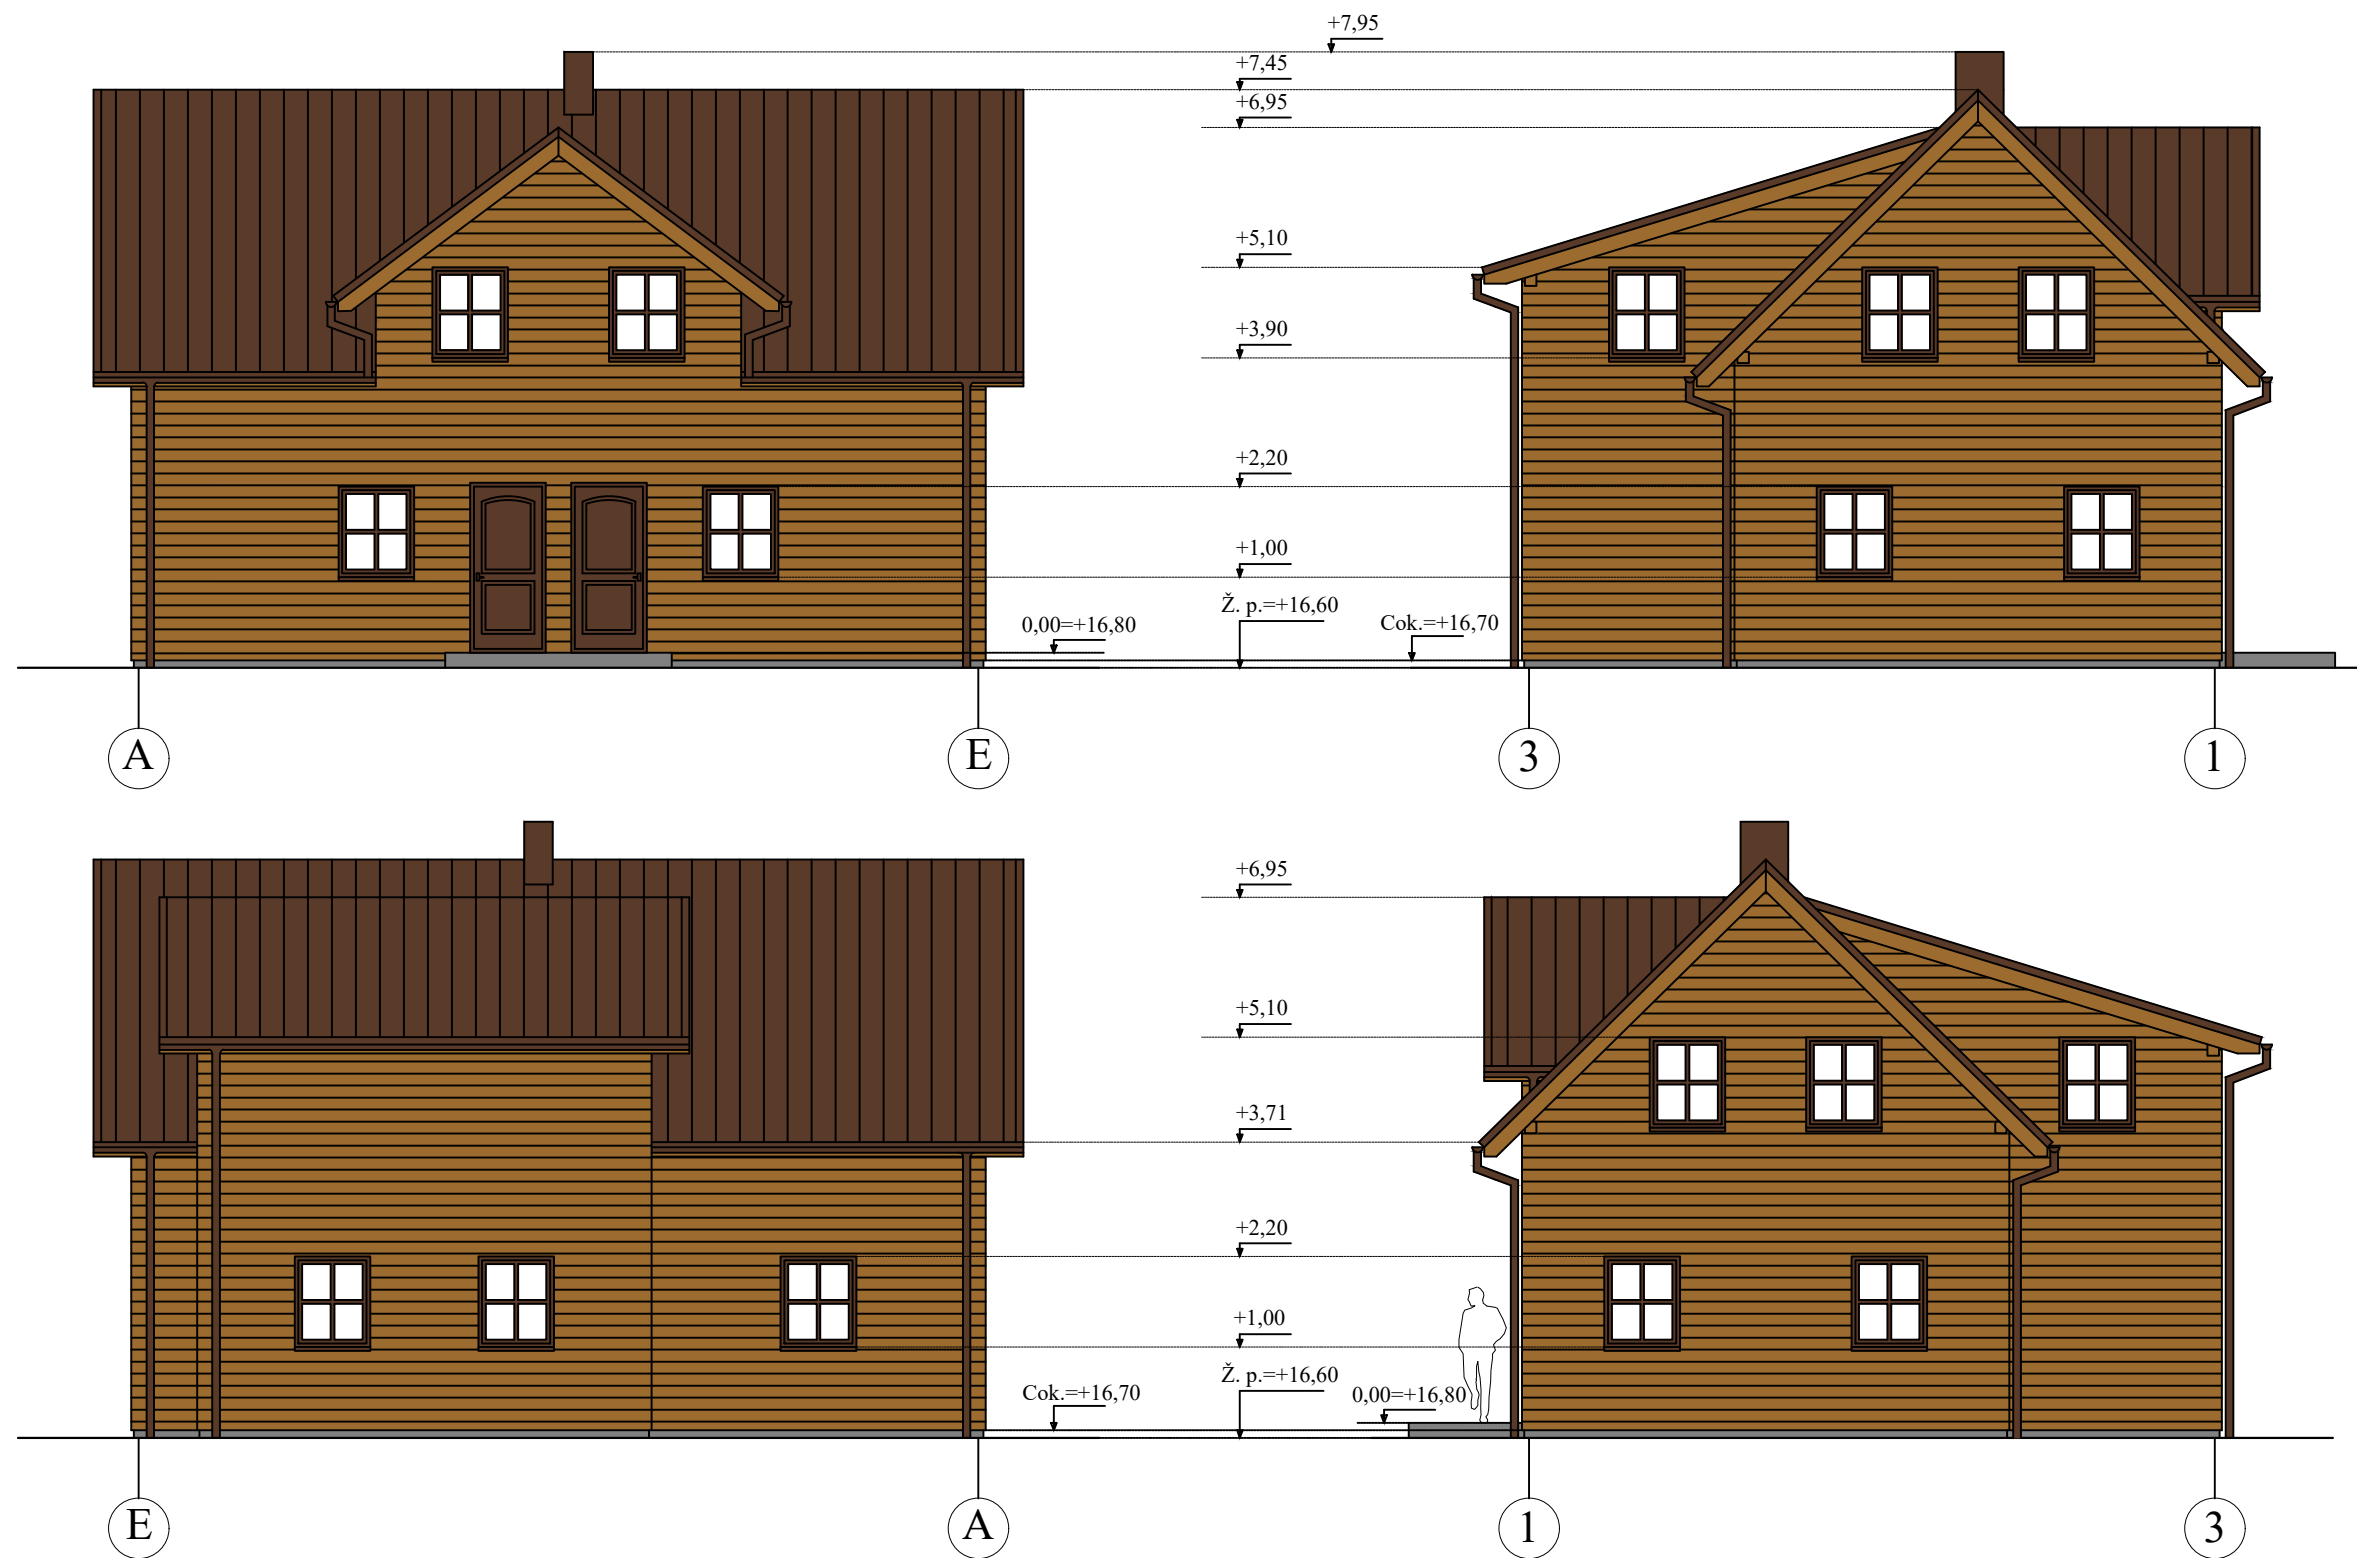 +7,95
+7,45
+6,95
+5,10
+3,90
+2,20
+1,00
Ž. p.=+16,60
Cok.=+16,70
0,00=+16,80
A
E
3
1
+6,95
+5,10
+3,71
+2,20
+1,00
Ž. p.=+16,60
Cok.=+16,70
0,00=+16,80
E
A
1
3